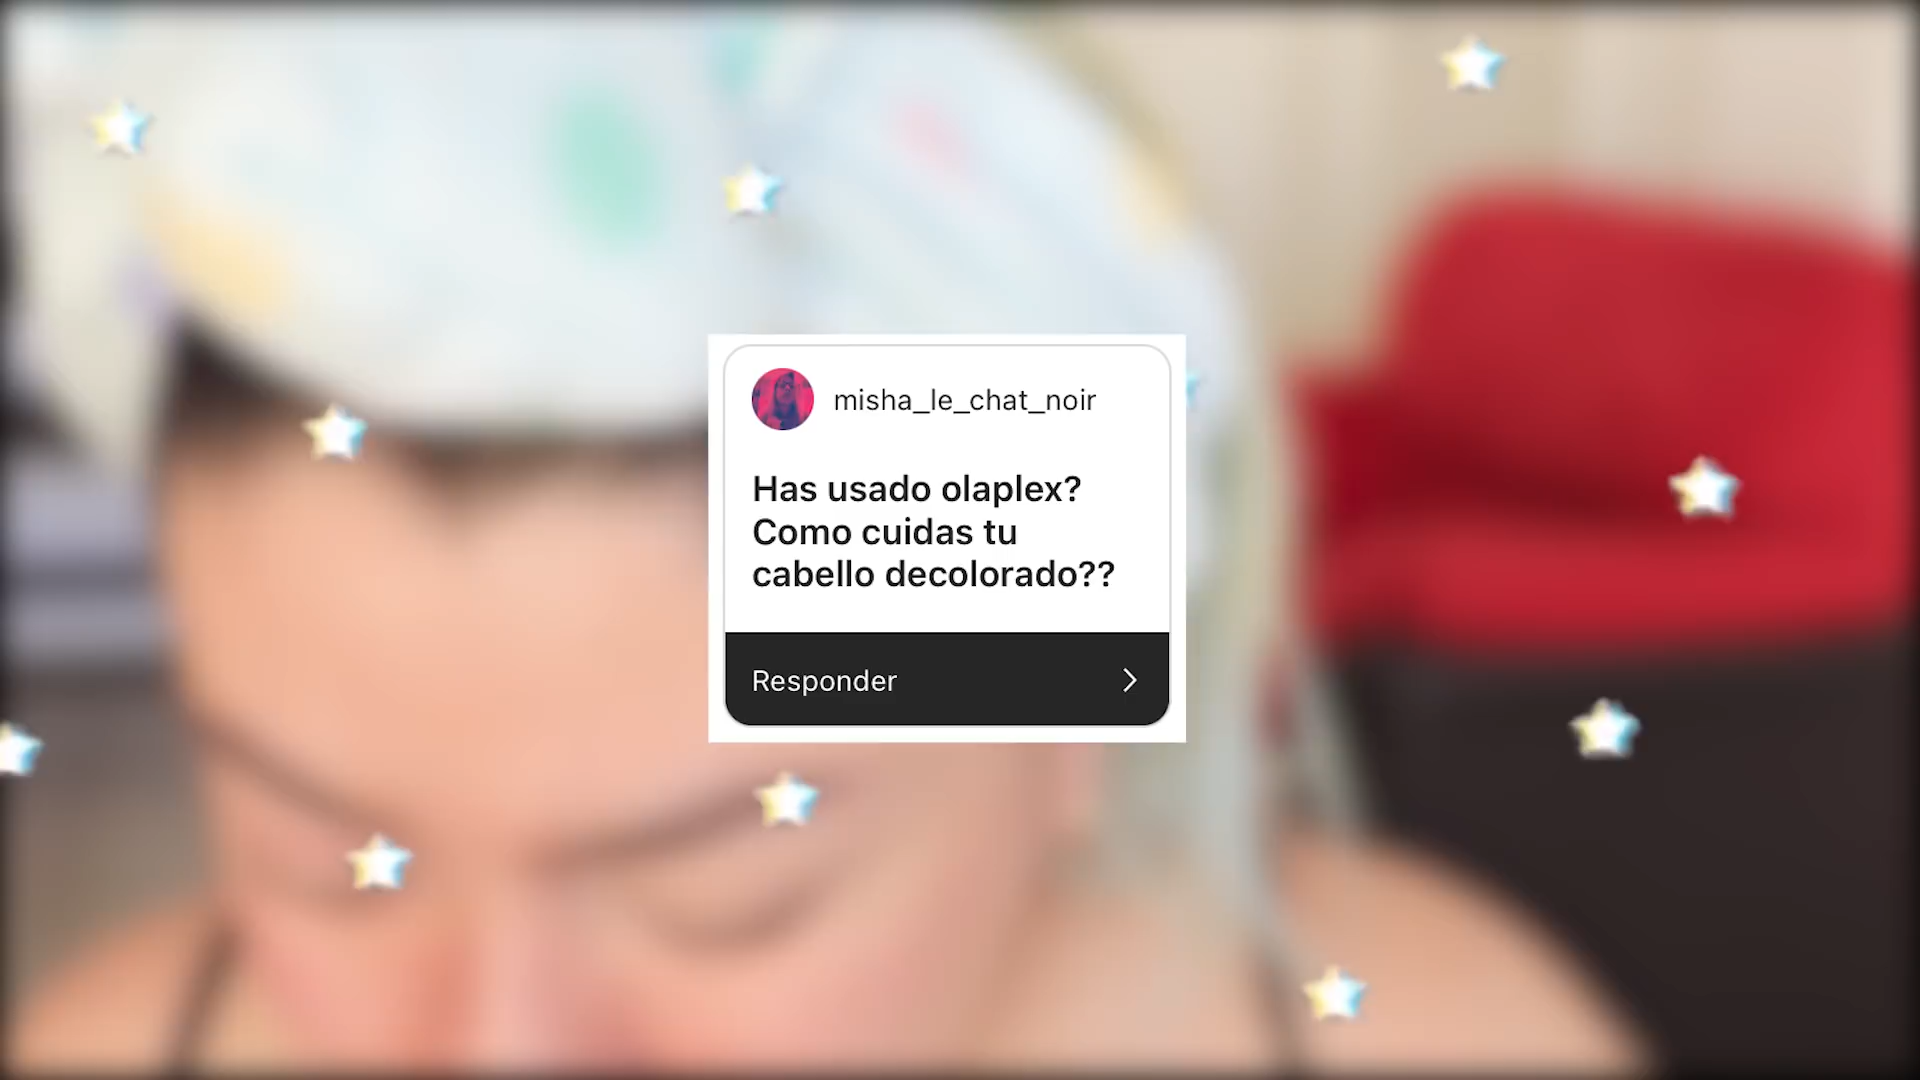 misha_le_chat_noir
Has usado olaplex?
Como cuidas tu
cabello decolorado??
Responder